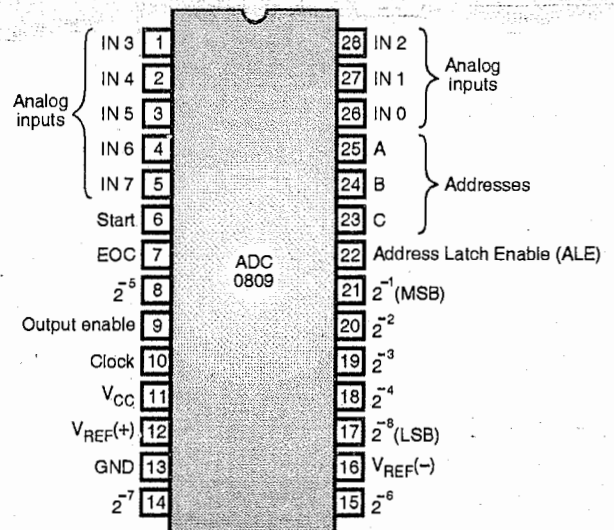 IN 3 1 28 IN 2
IN 4 2 27 IN 1
Analog inputs
Analog inputs
IN 5 3 26 IN 0
IN 6 4 25 A
IN 7 5 24 B
Addresses
Start 6 23 C
EOC 7 22 Address Latch Enable (ALE)
ADC
0809
2⁻⁵ 8 21 2⁻¹(MSB)
Output enable 9 20 2⁻²
Clock 10 19 2⁻³
VCC 11 18 2⁻⁴
VREF(+) 12 17 2⁻⁸(LSB)
GND 13 16 VREF(−)
2⁻⁷ 14 15 2⁻⁶